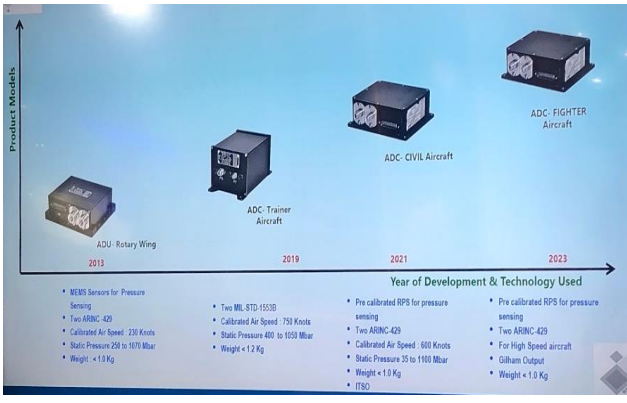 Product Models
ADC- FIGHTER
Aircraft
ADC- CIVIL Aircraft
ADC- Trainer
Aircraft
ADU- Rotary Wing
2013
2019
2021
2023
Year of Development & Technology Used
• MEMS Sensors for Pressure
Sensing
• Two ARINC-429
• Calibrated Air Speed : 230 Knots
• Static Pressure 250 to 1070 Mbar
• Weight : < 1.0 Kg
• Two MIL-STD-1553B
• Calibrated Air Speed : 750 Knots
• Static Pressure 400 to 1050 Mbar
• Weight < 1.2 Kg
• Pre calibrated RPS for pressure
sensing
• Two ARINC-429
• Calibrated Air Speed : 600 Knots
• Static Pressure 35 to 1100 Mbar
• Weight < 1.0 Kg
• ITSO
• Pre calibrated RPS for pressure
sensing
• Two ARINC-429
• For High Speed aircraft
• Gilham Output
• Weight < 1.0 Kg